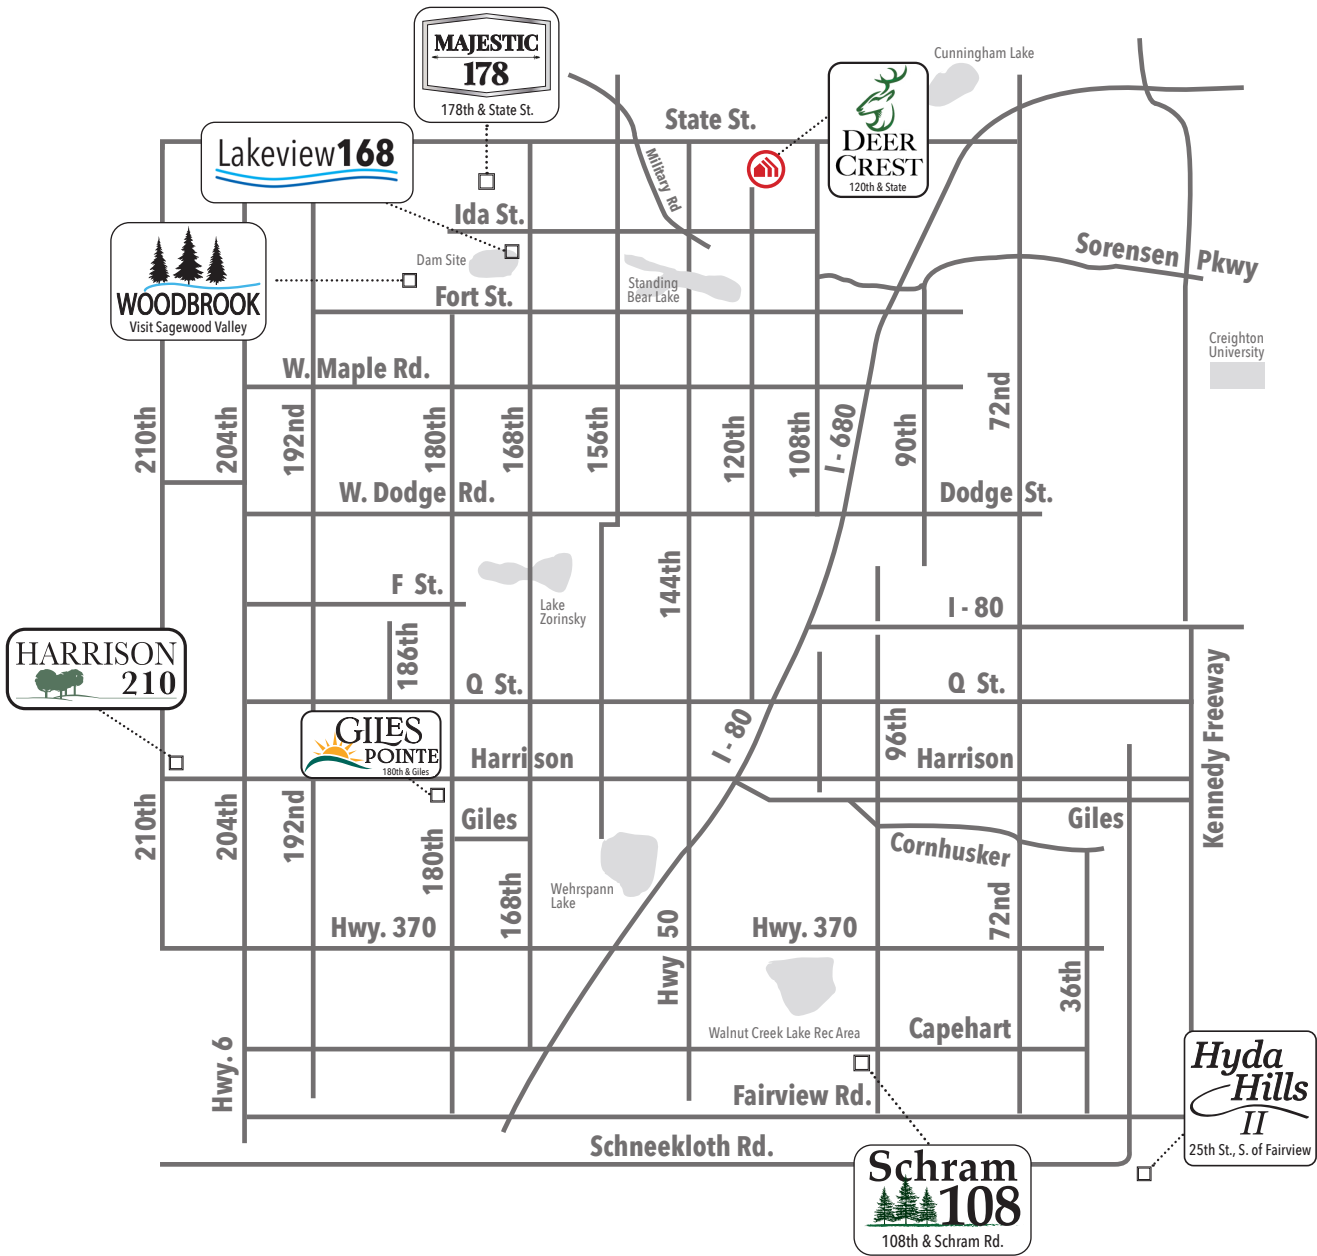 MAJESTIC
178
178th & State St.
Cunningham Lake
DEER
CREST
120th & State
State St.
Lakeview168
Military Rd
Ida St.
WOODBROOK
Visit Sagewood Valley
Dam Site
Standing
Bear Lake
Sorensen Pkwy
Fort St.
Creighton
University
W. Maple Rd.
210th
204th
192nd
180th
168th
156th
120th
108th
I - 680
90th
72nd
W. Dodge Rd.
Dodge St.
F St.
Lake
Zorinsky
144th
I - 80
HARRISON
210
186th
Q St.
Q St.
GILES
POINTE
180th & Giles
Harrison
I - 80
96th
Harrison
Kennedy Freeway
210th
204th
192nd
180th
Giles
Giles
Cornhusker
Wehrspann
Lake
168th
Hwy. 370
Hwy 50
Hwy. 370
72nd
36th
Walnut Creek Lake Rec Area
Capehart
Hwy. 6
Fairview Rd.
Hyda
Hills
II
25th St., S. of Fairview
Schneekloth Rd.
Schram
108
108th & Schram Rd.